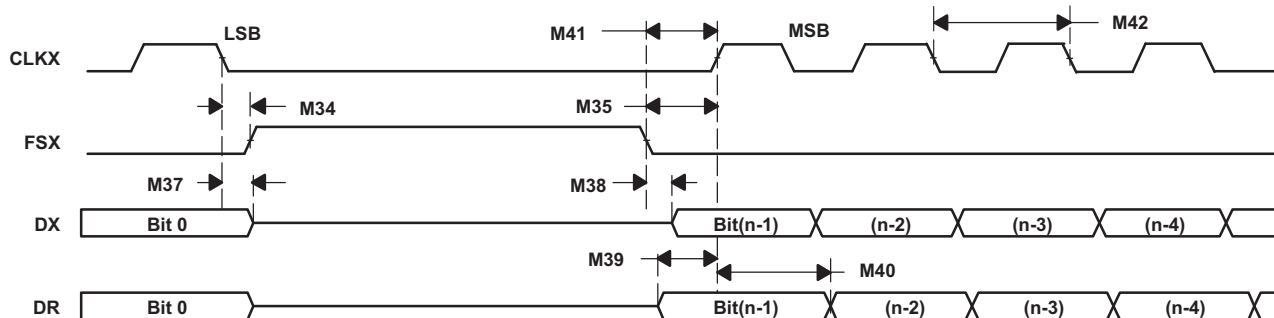 LSB M41 MSB M42
CLKX
M34 M35
FSX
M37 M38
DX Bit 0 Bit(n-1) (n-2) (n-3) (n-4)
M39 M40
DR Bit 0 Bit(n-1) (n-2) (n-3) (n-4)